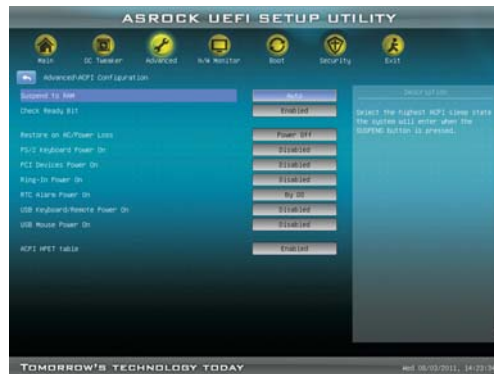 ASROCK UEFI SETUP UTILITY
Main OC Tweaker Advanced H/W Monitor Boot Security Exit
Advanced\ACPI Configuration
Description
Suspend to RAM Auto
Select the highest ACPI sleep state
Check Ready Bit Enabled
the system will enter when the
SUSPEND button is pressed.
Restore on AC/Power Loss Power Off
PS/2 Keyboard Power On Disabled
PCI Devices Power On Disabled
Ring-In Power On Disabled
RTC Alarm Power On By OS
USB Keyboard/Remote Power On Disabled
USB Mouse Power On Disabled
ACPI HPET table Enabled
TOMORROW'S TECHNOLOGY TODAY
Wed 08/03/2011,